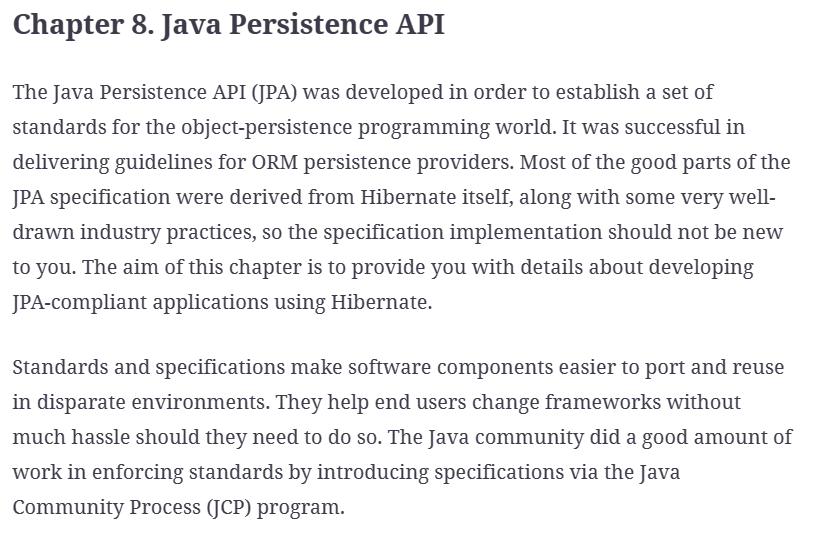 Chapter 8. Java Persistence API
The Java Persistence API (JPA) was developed in order to establish a set of
standards for the object-persistence programming world. It was successful in
delivering guidelines for ORM persistence providers. Most of the good parts of the
JPA specification were derived from Hibernate itself, along with some very well-
drawn industry practices, so the specification implementation should not be new
to you. The aim of this chapter is to provide you with details about developing
JPA-compliant applications using Hibernate.
Standards and specifications make software components easier to port and reuse
in disparate environments. They help end users change frameworks without
much hassle should they need to do so. The Java community did a good amount of
work in enforcing standards by introducing specifications via the Java
Community Process (JCP) program.